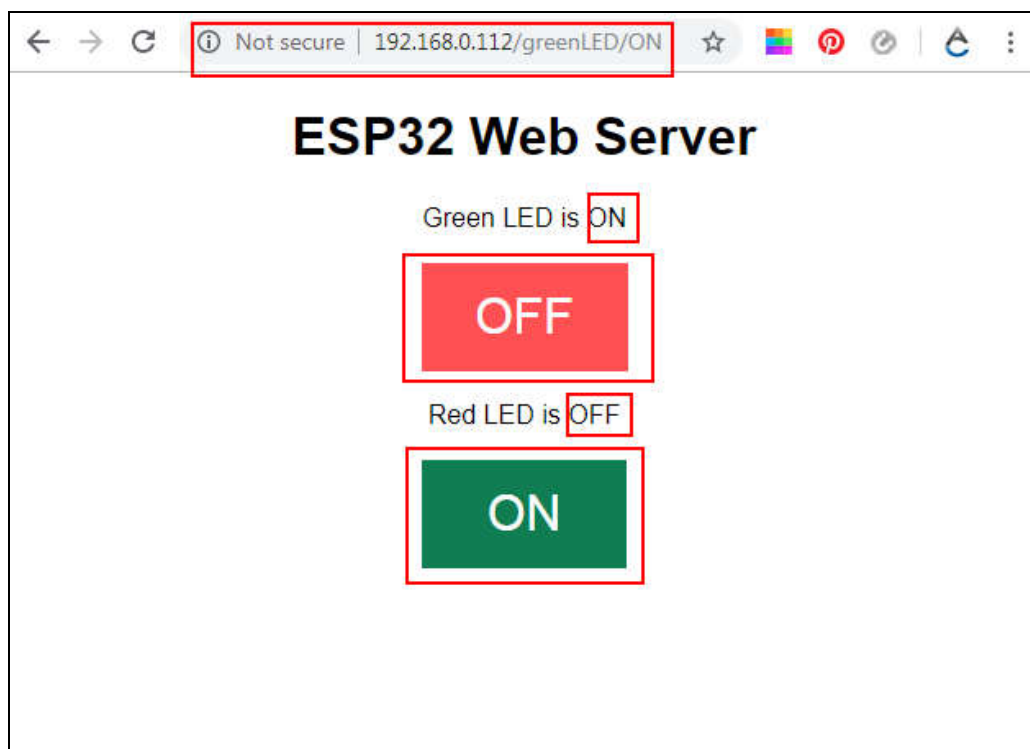 Not secure | 192.168.0.112/greenLED/ON
ESP32 Web Server
Green LED is ON
OFF
Red LED is OFF
ON